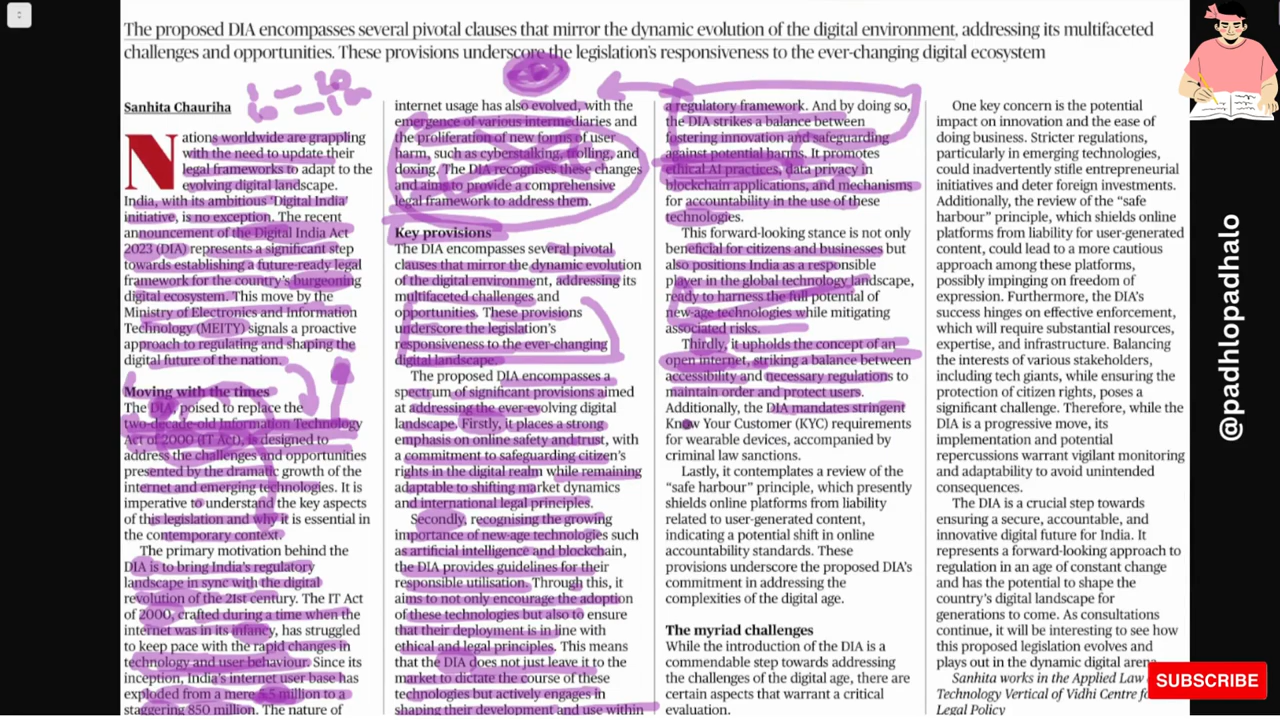 The proposed DIA encompasses several pivotal clauses that mirror the dynamic evolution of the digital environment, addressing its multifaceted
challenges and opportunities. These provisions underscore the legislation's responsiveness to the ever-changing digital ecosystem
Sanhita Chauriha
Nations worldwide are grappling
with the need to update their
legal frameworks to adapt to the
evolving digital landscape.
India, with its ambitious 'Digital India'
initiative, is no exception. The recent
announcement of the Digital India Act
2023 (DIA) represents a significant step
towards establishing a future-ready legal
framework for the country's burgeoning
digital ecosystem. This move by the
Ministry of Electronics and Information
Technology (MEITY) signals a proactive
approach to regulating and shaping the
digital future of the nation.
Moving with the times
The DIA, poised to replace the
two-decade-old Information Technology
Act of 2000 (IT Act), is designed to
address the challenges and opportunities
presented by the dramatic growth of the
internet and emerging technologies. It is
imperative to understand the key aspects
of this legislation and why it is essential in
the contemporary context.
The primary motivation behind the
DIA is to bring India's regulatory
landscape in sync with the digital
revolution of the 21st century. The IT Act
of 2000, crafted during a time when the
internet was in its infancy, has struggled
to keep pace with the rapid changes in
technology and user behaviour. Since its
inception, India's internet user base has
exploded from a mere 5.5 million to a
staggering 850 million. The nature of
internet usage has also evolved, with the
emergence of various intermediaries and
the proliferation of new forms of user
harm, such as cyberstalking, trolling, and
doxing. The DIA recognises these changes
and aims to provide a comprehensive
legal framework to address them.
Key provisions
The DIA encompasses several pivotal
clauses that mirror the dynamic evolution
of the digital environment, addressing its
multifaceted challenges and
opportunities. These provisions
underscore the legislation's
responsiveness to the ever-changing
digital landscape.
The proposed DIA encompasses a
spectrum of significant provisions aimed
at addressing the ever-evolving digital
landscape. Firstly, it places a strong
emphasis on online safety and trust, with
a commitment to safeguarding citizen's
rights in the digital realm while remaining
adaptable to shifting market dynamics
and international legal principles.
Secondly, recognising the growing
importance of new-age technologies such
as artificial intelligence and blockchain,
the DIA provides guidelines for their
responsible utilisation. Through this, it
aims to not only encourage the adoption
of these technologies but also to ensure
that their deployment is in line with
ethical and legal principles. This means
that the DIA does not just leave it to the
market to dictate the course of these
technologies but actively engages in
shaping their development and use within
a regulatory framework. And by doing so,
the DIA strikes a balance between
fostering innovation and safeguarding
against potential harms. It promotes
ethical AI practices, data privacy in
blockchain applications, and mechanisms
for accountability in the use of these
technologies.
This forward-looking stance is not only
beneficial for citizens and businesses but
also positions India as a responsible
player in the global technology landscape,
ready to harness the full potential of
new-age technologies while mitigating
associated risks.
Thirdly, it upholds the concept of an
open internet, striking a balance between
accessibility and necessary regulations to
maintain order and protect users.
Additionally, the DIA mandates stringent
Know Your Customer (KYC) requirements
for wearable devices, accompanied by
criminal law sanctions.
Lastly, it contemplates a review of the
"safe harbour" principle, which presently
shields online platforms from liability
related to user-generated content,
indicating a potential shift in online
accountability standards. These
provisions underscore the proposed DIA's
commitment in addressing the
complexities of the digital age.
The myriad challenges
While the introduction of the DIA is a
commendable step towards addressing
the challenges of the digital age, there are
certain aspects that warrant a critical
evaluation.
One key concern is the potential
impact on innovation and the ease of
doing business. Stricter regulations,
particularly in emerging technologies,
could inadvertently stifle entrepreneurial
initiatives and deter foreign investments.
Additionally, the review of the "safe
harbour" principle, which shields online
platforms from liability for user-generated
content, could lead to a more cautious
approach among these platforms,
possibly impinging on freedom of
expression. Furthermore, the DIA's
success hinges on effective enforcement,
which will require substantial resources,
expertise, and infrastructure. Balancing
the interests of various stakeholders,
including tech giants, while ensuring the
protection of citizen rights, poses a
significant challenge. Therefore, while the
DIA is a progressive move, its
implementation and potential
repercussions warrant vigilant monitoring
and adaptability to avoid unintended
consequences.
The DIA is a crucial step towards
ensuring a secure, accountable, and
innovative digital future for India. It
represents a forward-looking approach to
regulation in an age of constant change
and has the potential to shape the
country's digital landscape for
generations to come. As consultations
continue, it will be interesting to see how
this proposed legislation evolves and
plays out in the dynamic digital
Sanhita works in the Applied Law
Technology Vertical of Vidhi Centre
Legal Policy
@padhlopadhalo
SUBSCRIBE